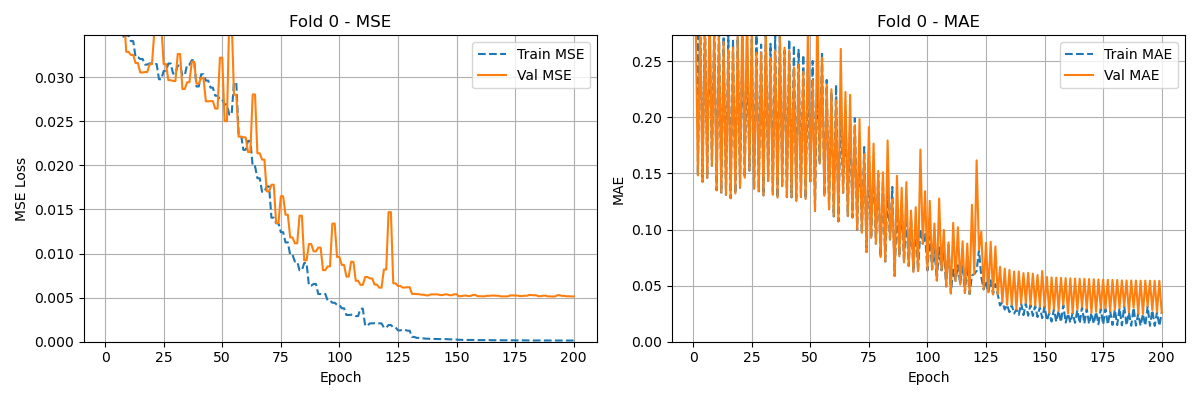 Fold 0 - MSE
Train MSE
Val MSE
MSE Loss
0.030
0.025
0.020
0.015
0.010
0.005
0.000
0 25 50 75 100 125 150 175 200
Epoch
Fold 0 - MAE
Train MAE
Val MAE
MAE
0.25
0.20
0.15
0.10
0.05
0.00
0 25 50 75 100 125 150 175 200
Epoch